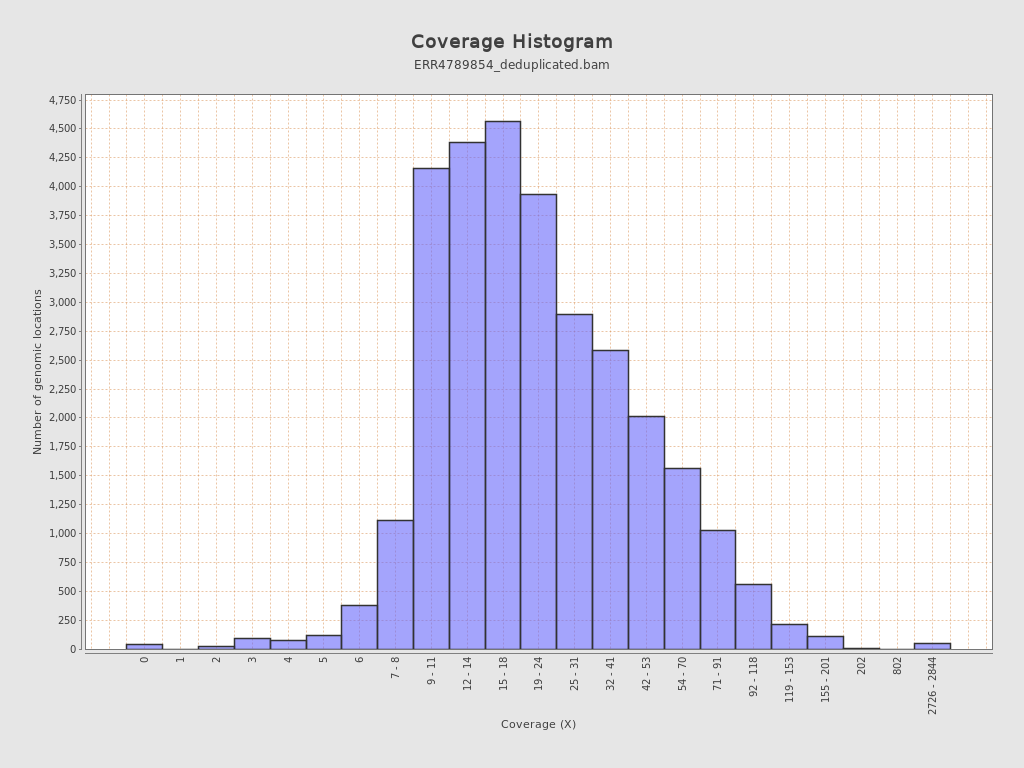 Coverage Histogram
ERR4789854_deduplicated.bam
Number of genomic locations
4,750
4,500
4,250
4,000
3,750
3,500
3,250
3,000
2,750
2,500
2,250
2,000
1,750
1,500
1,250
1,000
750
500
250
0
0
1
2
3
4
5
6
7 - 8
9 - 11
12 - 14
15 - 18
19 - 24
25 - 31
32 - 41
42 - 53
54 - 70
71 - 91
92 - 118
119 - 153
155 - 201
202
802
2726 - 2844
Coverage (X)